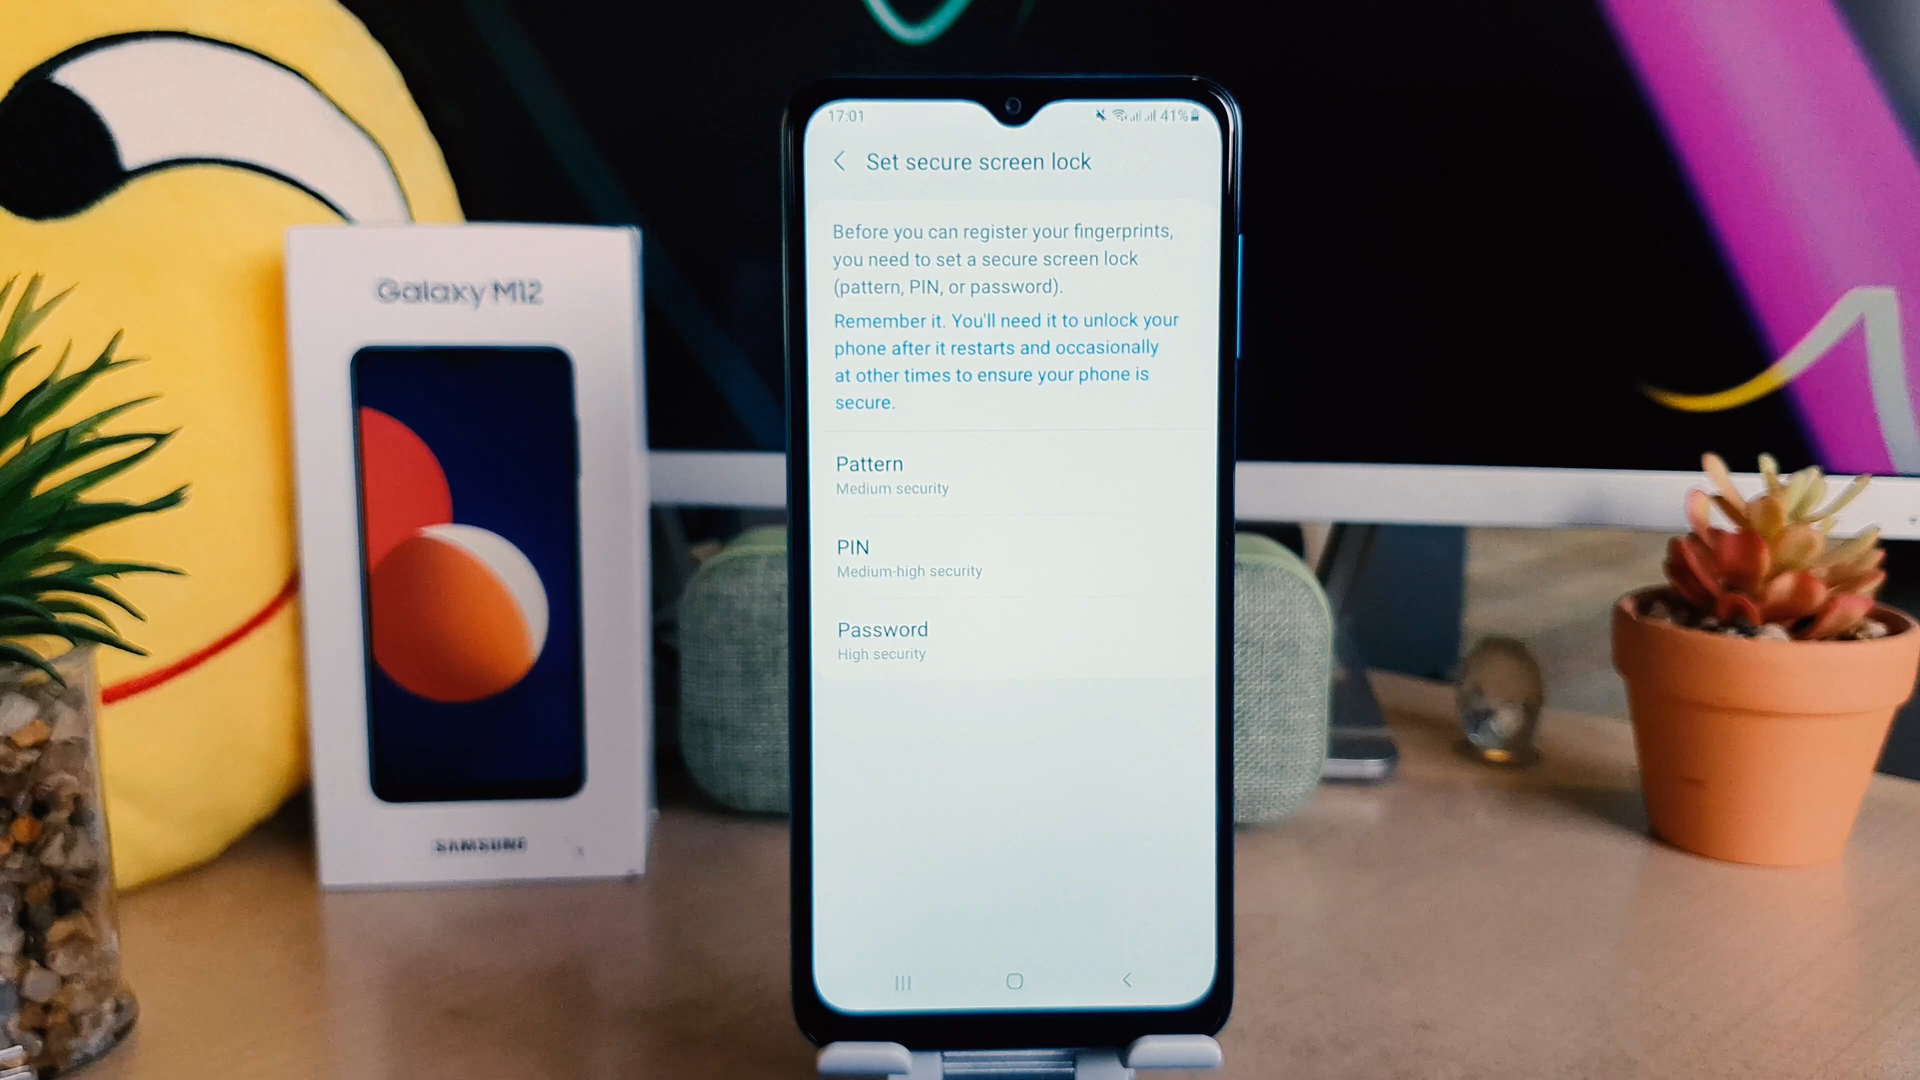 17:01
41%
Set secure screen lock
Before you can register your fingerprints,
you need to set a secure screen lock
(pattern, PIN, or password).
Remember it. You'll need it to unlock your
phone after it restarts and occasionally
at other times to ensure your phone is
secure.
Pattern
Medium security
PIN
Medium-high security
Password
High security
Galaxy M12
SAMSUNG